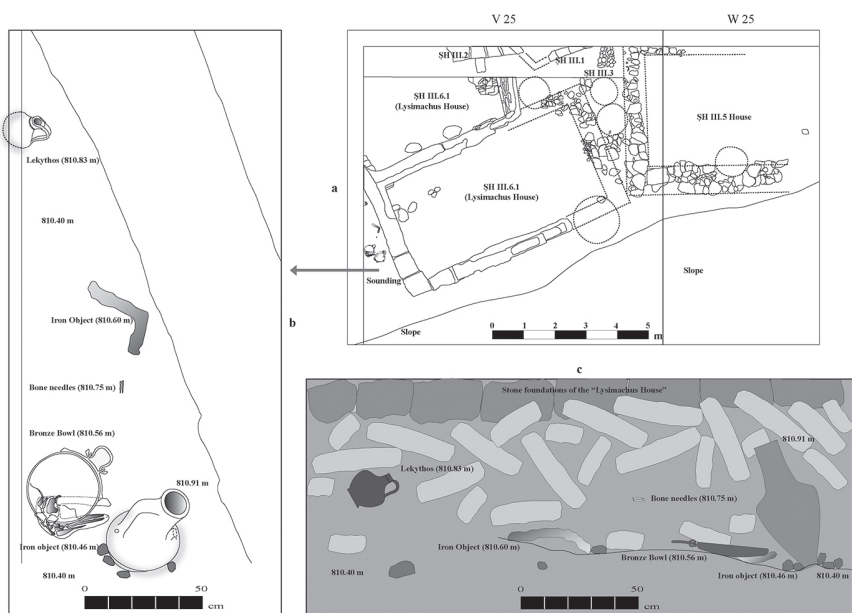 V 25
W 25
ŞH III.2
ŞH III.1
ŞH III.3
ŞH III.6.1
(Lysimachus House)
ŞH III.5 House
ŞH III.6.1
(Lysimachus House)
Sounding
Slope
Slope
0 1 2 3 4 5
m
a
Lekythos (810.83 m)
810.40 m
Iron Object (810.60 m)
Bone needles (810.75 m)
Bronze Bowl (810.56 m)
810.91 m
Iron object (810.46 m)
810.40 m
0 50
cm
b
c
Stone foundations of the “Lysimachus House”
810.91 m
Lekythos (810.83 m)
Bone needles (810.75 m)
Iron Object (810.60 m)
Bronze Bowl (810.56 m)
810.40 m
Iron object (810.46 m)
810.40 m
0 50
cm